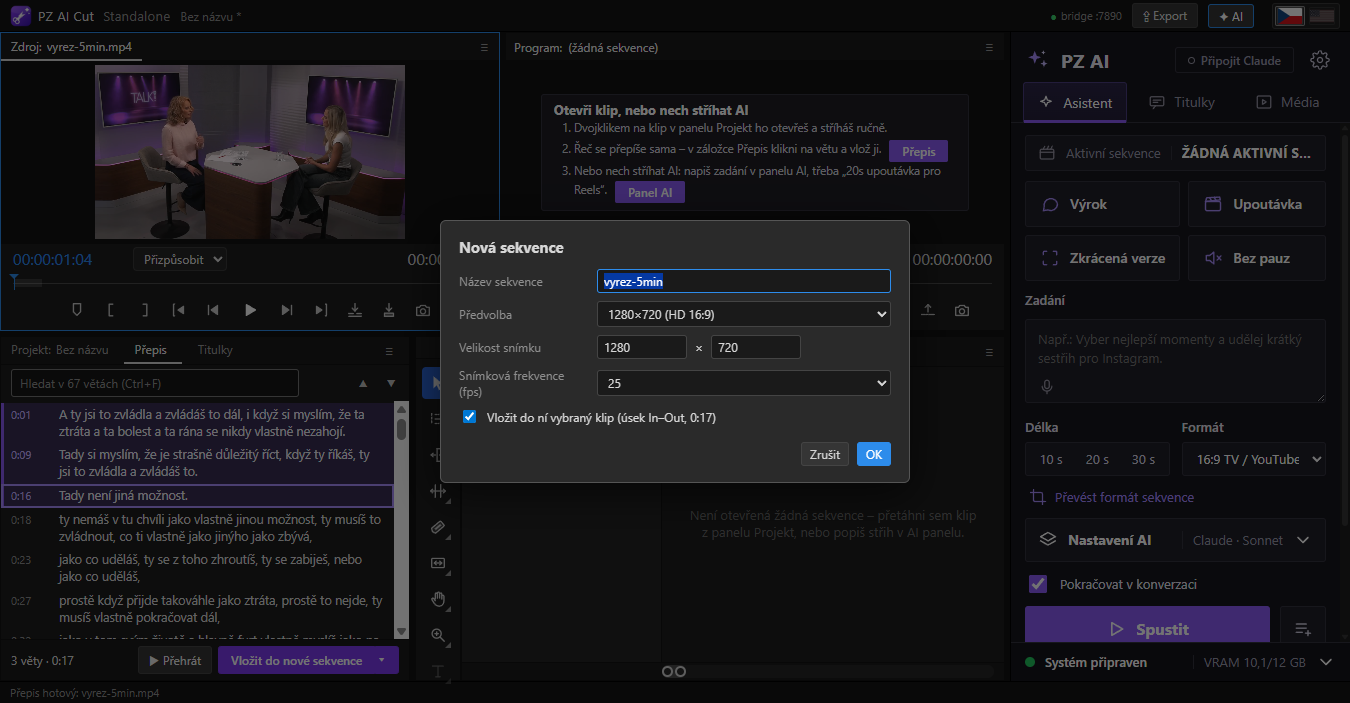 PZ AI Cut Standalone Bez názvu *
bridge :7890
Export
AI
Zdroj: vyrez-5min.mp4
TALK!
00:00:01:04
Přizpůsobit
00:00
Program: (žádná sekvence)
Otevři klip, nebo nech stříhat AI
1. Dvojklikem na klip v panelu Projekt ho otevřeš a stříháš ručně.
2. Řeč se přepíše sama – v záložce Přepis klikni na větu a vlož ji. Přepis
3. Nebo nech stříhat AI: napiš zadání v panelu AI, třeba „20s upoutávka pro
Reels“. Panel AI
00:00:00:00
Nová sekvence
Název sekvence vyrez-5min
Předvolba 1280×720 (HD 16:9)
Velikost snímku 1280 × 720
Snímková frekvence
(fps)
25
Vložit do ní vybraný klip (úsek In–Out, 0:17)
Zrušit
OK
Projekt: Bez názvu Přepis Titulky
Hledat v 67 větách (Ctrl+F)
0:01 A ty jsi to zvládla a zvládáš to dál, i když si myslím, že ta
ztráta a ta bolest a ta rána se nikdy vlastně nezahojí.
0:09 Tady si myslím, že je strašně důležitý říct, když ty říkáš, ty
jsi to zvládla a zvládáš to.
0:16 Tady není jiná možnost.
0:18 ty nemáš v tu chvíli jako vlastně jinou možnost, ty musíš to
zvládnout, co ti vlastně jako jinýho jako zbývá,
0:23 jako co uděláš, ty se z toho zhroutíš, ty se zabiješ, nebo
jako co uděláš,
0:27 prostě když přijde takováhle jako ztráta, prostě to nejde, ty
musíš vlastně pokračovat dál,
3 věty · 0:17
Přehrát
Vložit do nové sekvence
Přepis hotový: vyrez-5min.mp4
Není otevřená žádná sekvence – přetáhni sem klip
z panelu Projekt, nebo popiš střih v AI panelu.
PZ AI
Připojit Claude
Asistent Titulky Média
Aktivní sekvence ŽÁDNÁ AKTIVNÍ S...
Výrok
Upoutávka
Zkrácená verze
Bez pauz
Zadání
Např.: Vyber nejlepší momenty a udělej krátký
sestřih pro Instagram.
Délka
Formát
10 s 20 s 30 s
16:9 TV / YouTube
Převést formát sekvence
Nastavení AI Claude · Sonnet
Pokračovat v konverzaci
Spustit
Systém připraven
VRAM 10,1/12 GB